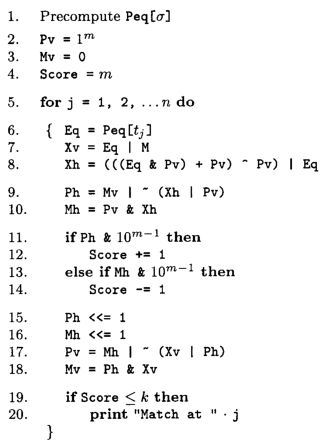 1. Precompute Peq[σ]
2. Pv = 1^m
3. Mv = 0
4. Score = m
5. for j = 1, 2, ...n do
6. { Eq = Peq[t_j]
7. Xv = Eq | M
8. Xh = (((Eq & Pv) + Pv) ^ Pv) | Eq
9. Ph = Mv | ~ (Xh | Pv)
10. Mh = Pv & Xh
11. if Ph & 10^{m-1} then
12. Score += 1
13. else if Mh & 10^{m-1} then
14. Score -= 1
15. Ph <<= 1
16. Mh <<= 1
17. Pv = Mh | ~ (Xv | Ph)
18. Mv = Ph & Xv
19. if Score ≤ k then
20. print "Match at " · j
}